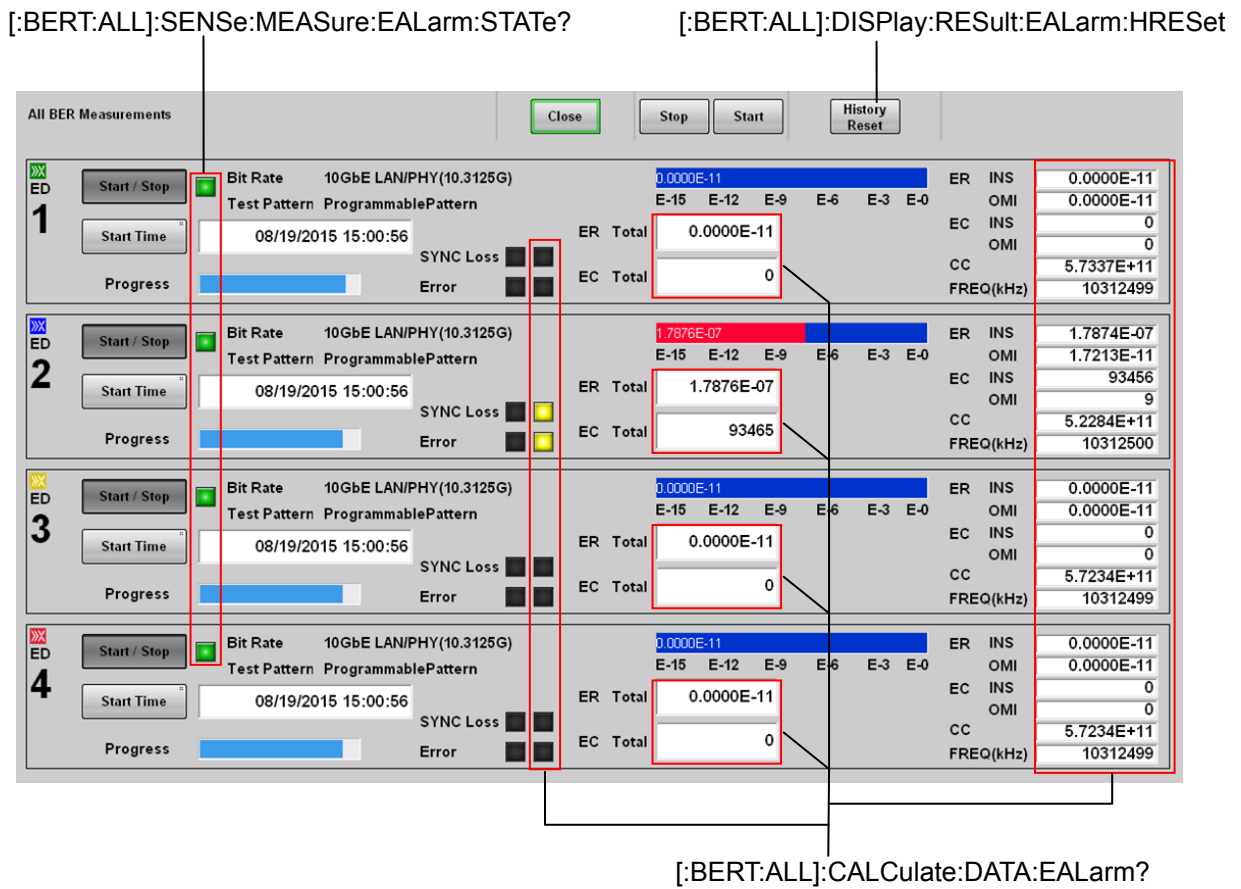 [:BERT:ALL]:SENSe:MEASure:EALarm:STATe?
[:BERT:ALL]:DISPlay:RESult:EALarm:HRESet
All BER Measurements
Close
Stop
Start
History
Reset
ED
1
Start / Stop
Bit Rate 10GbE LAN/PHY(10.3125G)
Test Pattern ProgrammablePattern
Start Time
08/19/2015 15:00:56
SYNC Loss
Progress
Error
0.0000E-11
E-15 E-12 E-9 E-6 E-3 E-0
ER Total 0.0000E-11
EC Total 0
ER INS 0.0000E-11
OMI 0.0000E-11
EC INS 0
OMI 0
CC 5.7337E+11
FREQ(kHz) 10312499
ED
2
Start / Stop
Bit Rate 10GbE LAN/PHY(10.3125G)
Test Pattern ProgrammablePattern
Start Time
08/19/2015 15:00:56
SYNC Loss
Progress
Error
1.7876E-07
E-15 E-12 E-9 E-6 E-3 E-0
ER Total 1.7876E-07
EC Total 93465
ER INS 1.7874E-07
OMI 1.7213E-11
EC INS 93456
OMI 9
CC 5.2284E+11
FREQ(kHz) 10312500
ED
3
Start / Stop
Bit Rate 10GbE LAN/PHY(10.3125G)
Test Pattern ProgrammablePattern
Start Time
08/19/2015 15:00:56
SYNC Loss
Progress
Error
0.0000E-11
E-15 E-12 E-9 E-6 E-3 E-0
ER Total 0.0000E-11
EC Total 0
ER INS 0.0000E-11
OMI 0.0000E-11
EC INS 0
OMI 0
CC 5.7234E+11
FREQ(kHz) 10312499
ED
4
Start / Stop
Bit Rate 10GbE LAN/PHY(10.3125G)
Test Pattern ProgrammablePattern
Start Time
08/19/2015 15:00:56
SYNC Loss
Progress
Error
0.0000E-11
E-15 E-12 E-9 E-6 E-3 E-0
ER Total 0.0000E-11
EC Total 0
ER INS 0.0000E-11
OMI 0.0000E-11
EC INS 0
OMI 0
CC 5.7234E+11
FREQ(kHz) 10312499
[:BERT:ALL]:CALCulate:DATA:EALarm?